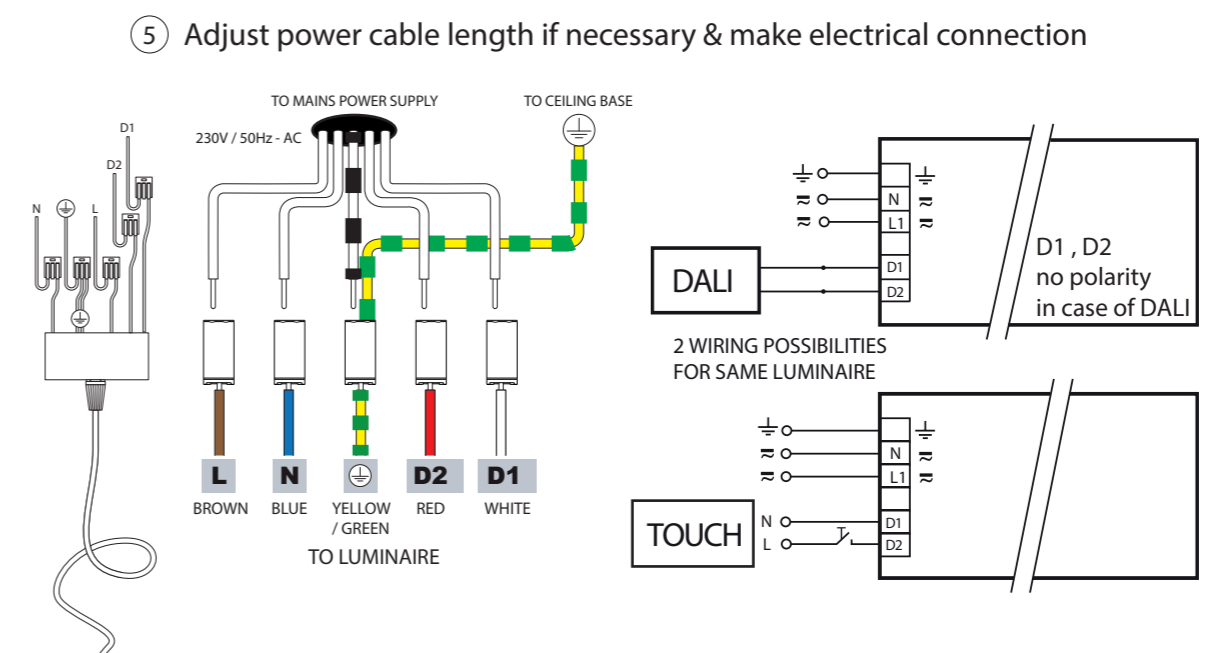 5 Adjust power cable length if necessary & make electrical connection
D1
D2
N
L
TO MAINS POWER SUPPLY
230V / 50Hz - AC
TO CEILING BASE
L
N
D2
D1
BROWN
BLUE
YELLOW
/ GREEN
RED
WHITE
TO LUMINAIRE
DALI
N
L1
D1
D2
D1 , D2
no polarity
in case of DALI
2 WIRING POSSIBILITIES
FOR SAME LUMINAIRE
TOUCH
N
L
N
L1
D1
D2